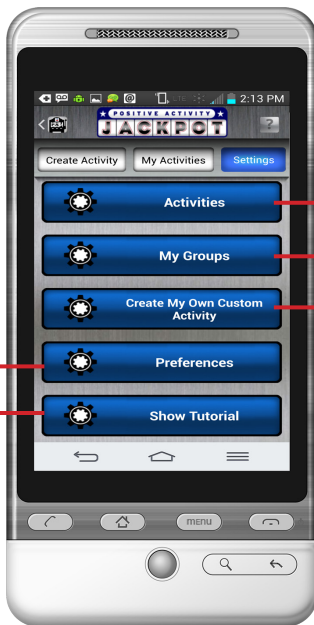 2:13 PM
POSITIVE ACTIVITY
JACKPOT
?
Create Activity My Activities Settings
Activities
My Groups
Create My Own Custom
Activity
Preferences
Show Tutorial
MENU